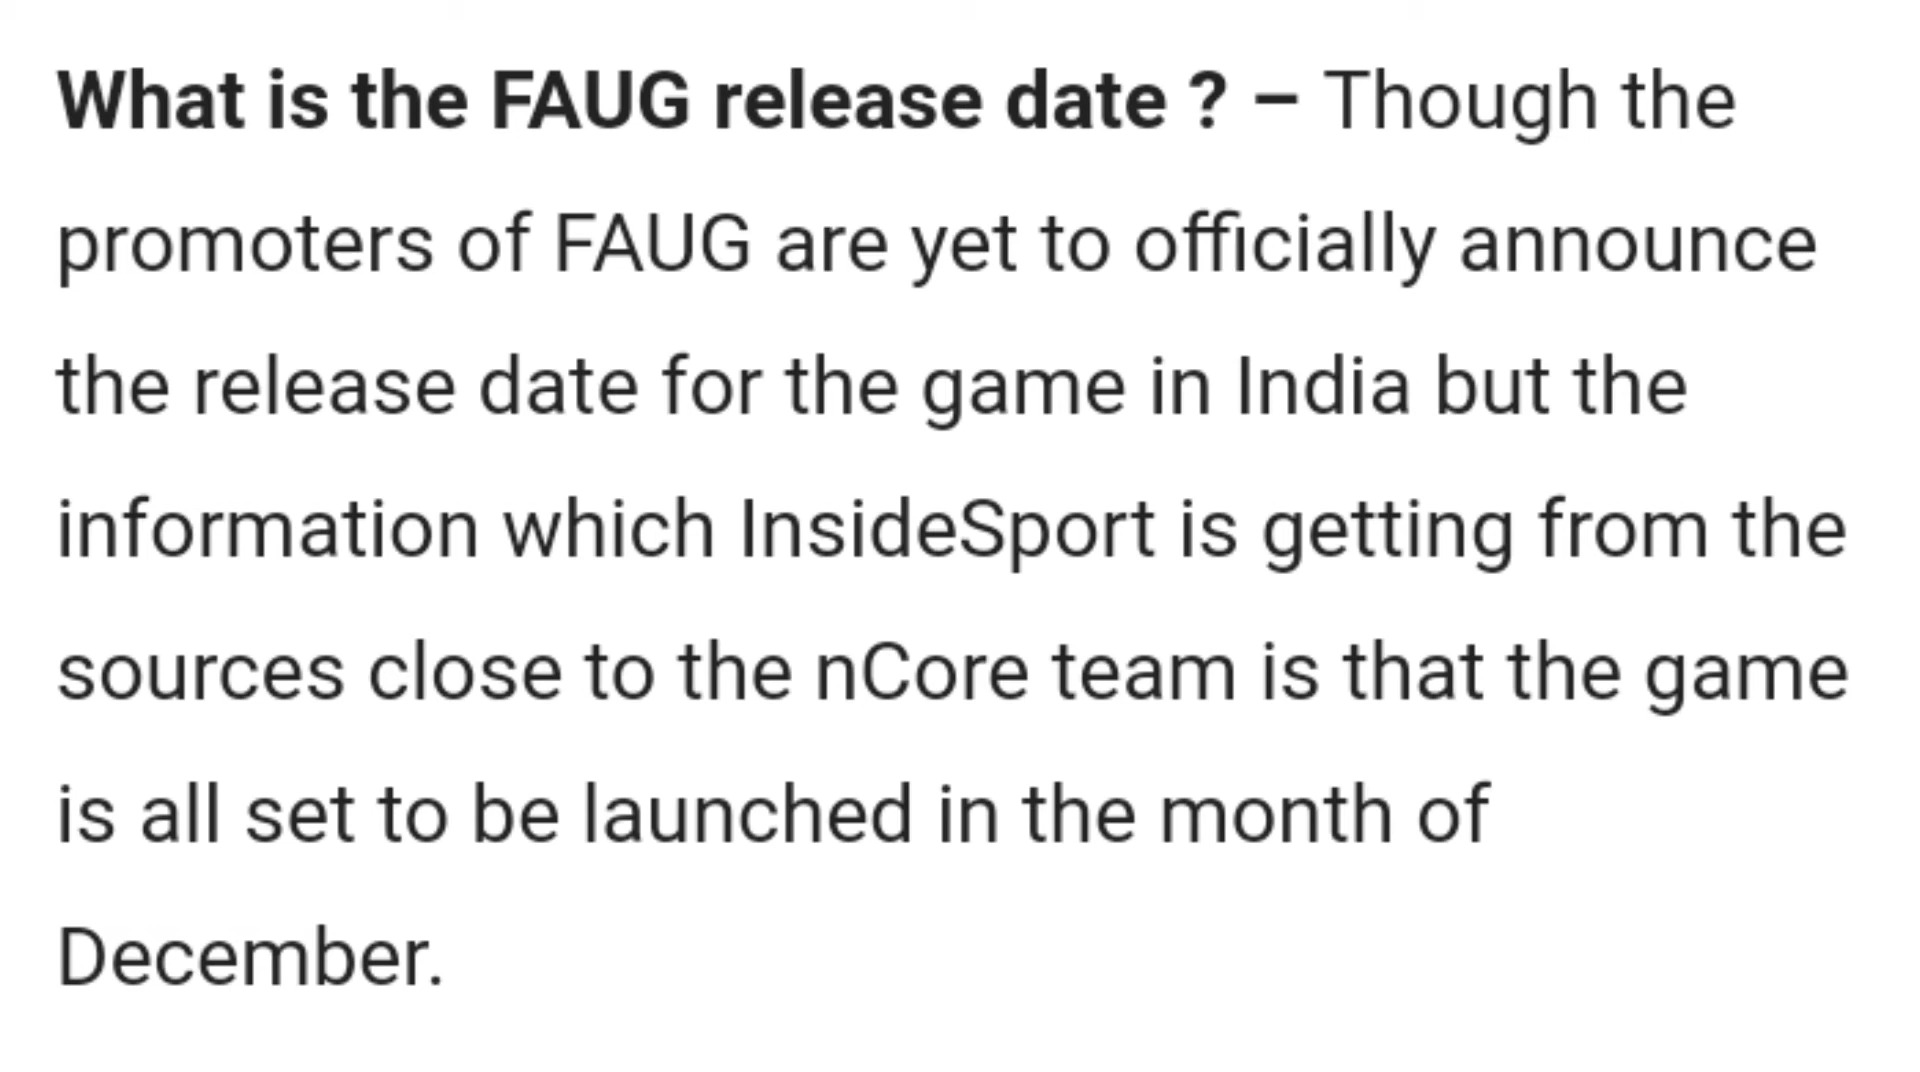 What is the FAUG release date ? – Though the
promoters of FAUG are yet to officially announce
the release date for the game in India but the
information which InsideSport is getting from the
sources close to the nCore team is that the game
is all set to be launched in the month of
December.